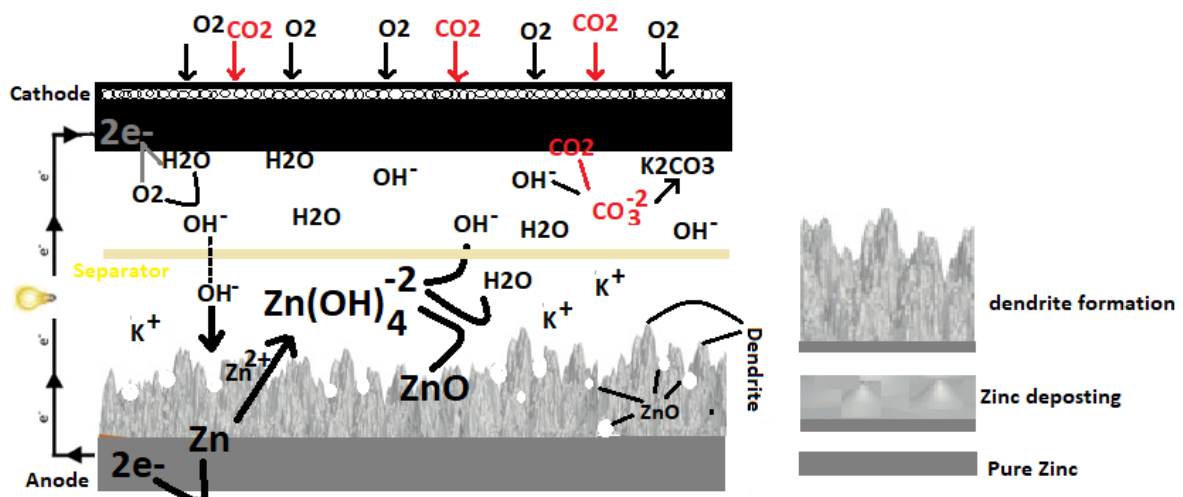 O2 CO2 O2 O2 CO2 O2 CO2 O2
Cathode
2e-
H2O H2O CO2 K2CO3
O2 OH- OH-
CO3-2
OH- H2O OH- H2O OH-
Separator
OH- Zn(OH)4-2 H2O K+
K+ K+
Zn2+ ZnO ZnO
Dendrite
Zn
Anode 2e-
e- e- e- e- e-
dendrite formation
Zinc deposting
Pure Zinc